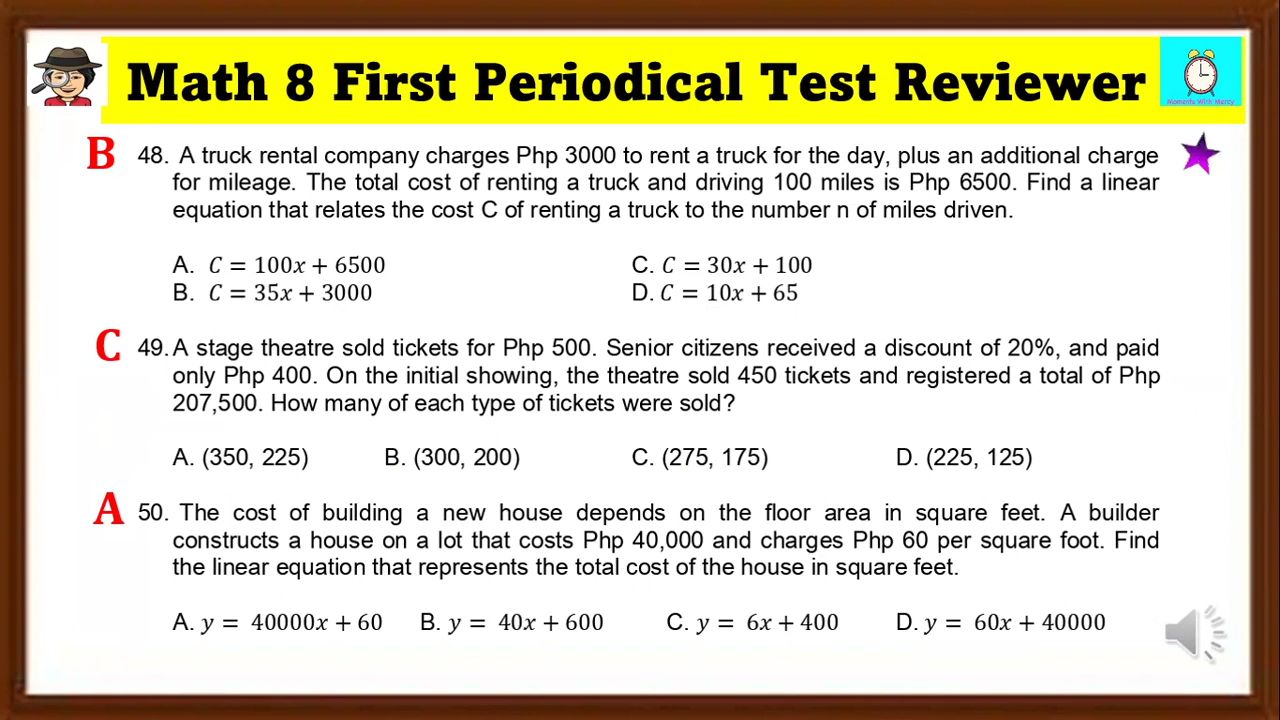 Math 8 First Periodical Test Reviewer
Moments With Mercy
B 48. A truck rental company charges Php 3000 to rent a truck for the day, plus an additional charge
for mileage. The total cost of renting a truck and driving 100 miles is Php 6500. Find a linear
equation that relates the cost C of renting a truck to the number n of miles driven.
A. C = 100x + 6500 C. C = 30x + 100
B. C = 35x + 3000 D. C = 10x + 65
C 49. A stage theatre sold tickets for Php 500. Senior citizens received a discount of 20%, and paid
only Php 400. On the initial showing, the theatre sold 450 tickets and registered a total of Php
207,500. How many of each type of tickets were sold?
A. (350, 225) B. (300, 200) C. (275, 175) D. (225, 125)
A 50. The cost of building a new house depends on the floor area in square feet. A builder
constructs a house on a lot that costs Php 40,000 and charges Php 60 per square foot. Find
the linear equation that represents the total cost of the house in square feet.
A. y = 40000x + 60 B. y = 40x + 600 C. y = 6x + 400 D. y = 60x + 40000